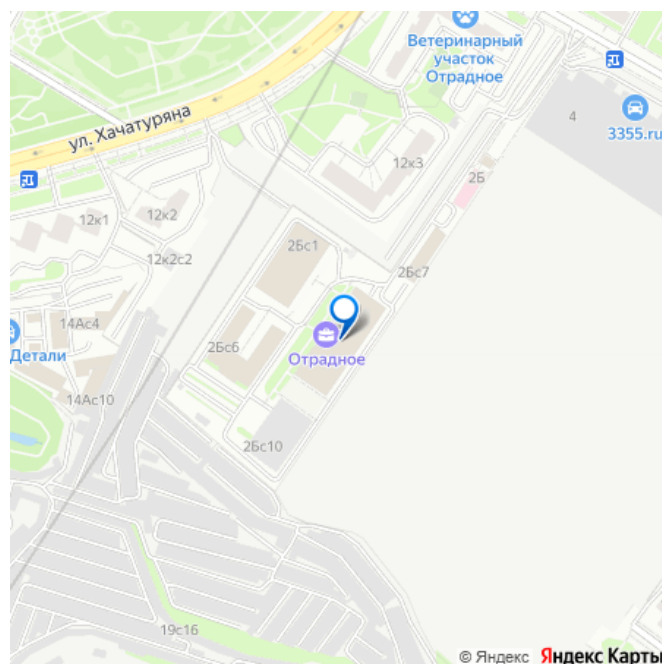 Ветеринарный
участок
Отрадное
4
3355.ru
ул. Хачатуряна
12к3
2Б
12к1
12к2
2Бс1
12к2с2
2Бс7
14Ас4
Детали
2Бс6
Отрадное
14Ас10
2Бс10
19с16
© Яндекс Яндекс Карты